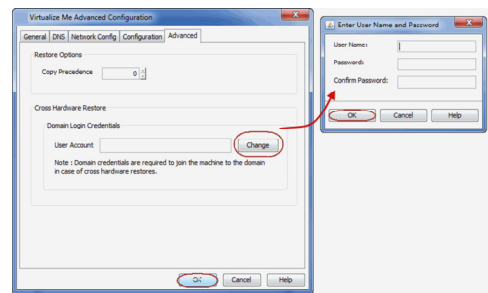 Virtualize Me Advanced Configuration
General DNS Network Config Configuration Advanced
Restore Options
Copy Precedence 0
Cross Hardware Restore
Domain Login Credentials
User Account Change
Note : Domain credentials are required to join the machine to the domain
in case of cross hardware restores.
OK Cancel Help
Enter User Name and Password
User Name:
Password:
Confirm Password:
OK Cancel Help